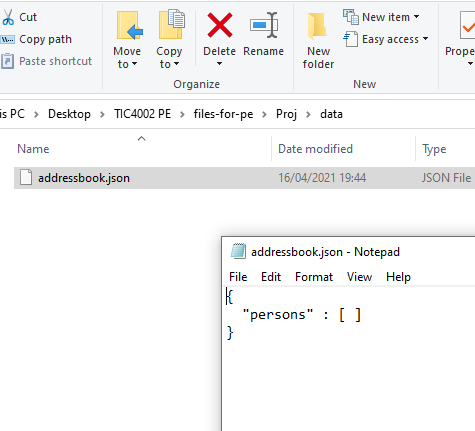 Cut
Copy path
Paste shortcut
Move to
Copy to
Delete
Rename
New folder
New item
Easy access
Organize
New
is PC > Desktop > TIC4002 PE > files-for-pe > Proj > data
Name Date modified Type
addressbook.json 16/04/2021 19:44 JSON File
addressbook.json - Notepad
File Edit Format View Help
{
"persons" : [ ]
}